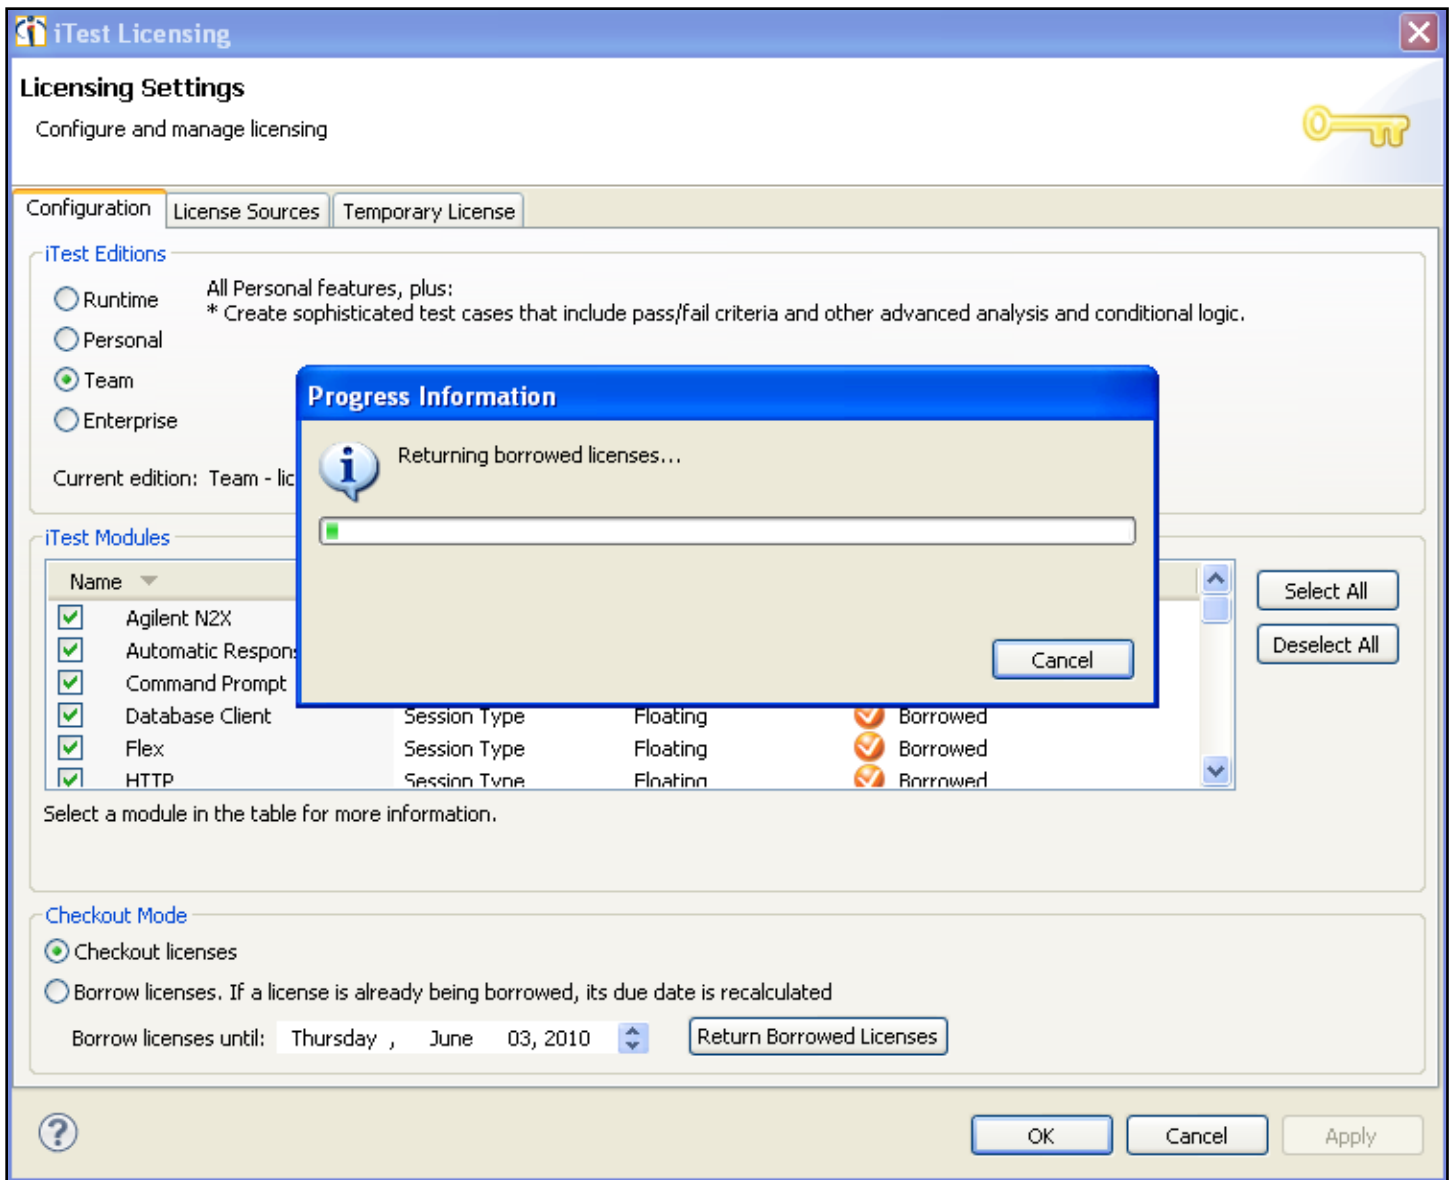 iTest Licensing
Licensing Settings
Configure and manage licensing
Configuration
License Sources
Temporary License
iTest Editions
Runtime
All Personal features, plus:
* Create sophisticated test cases that include pass/fail criteria and other advanced analysis and conditional logic.
Personal
Team
Enterprise
Current edition: Team - lic
Progress Information
Returning borrowed licenses...
Cancel
iTest Modules
Name
Agilent N2X
Automatic Respons
Command Prompt
Database Client Session Type Floating Borrowed
Flex Session Type Floating Borrowed
HTTP Session Type Floating Borrowed
Select All
Deselect All
Select a module in the table for more information.
Checkout Mode
Checkout licenses
Borrow licenses. If a license is already being borrowed, its due date is recalculated
Borrow licenses until: Thursday , June 03, 2010 Return Borrowed Licenses
? OK Cancel Apply